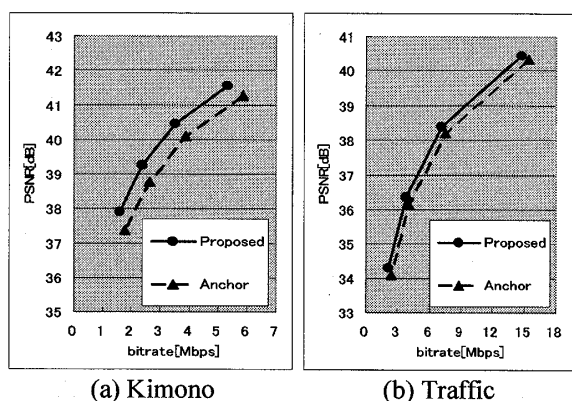 43
42
41
40
39
38
37
36
35
PSNR[dB]
Proposed
Anchor
0 1 2 3 4 5 6 7
bitrate[Mbps]
(a) Kimono
41
40
39
38
37
36
35
34
33
PSNR[dB]
Proposed
Anchor
0 3 6 9 12 15 18
bitrate[Mbps]
(b) Traffic